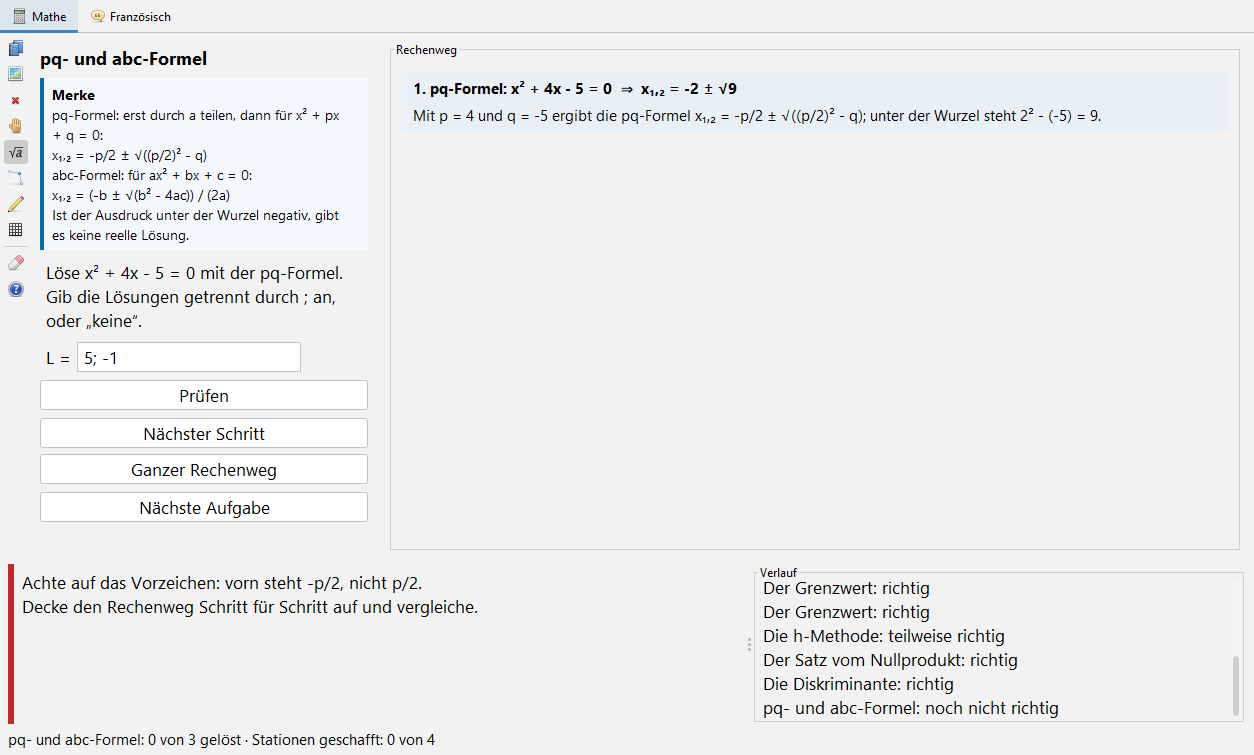 Mathe
Französisch
pq- und abc-Formel
Merke
pq-Formel: erst durch a teilen, dann für x² + px
+ q = 0:
x₁,₂ = -p/2 ± √((p/2)² - q)
abc-Formel: für ax² + bx + c = 0:
x₁,₂ = (-b ± √(b² - 4ac)) / (2a)
Ist der Ausdruck unter der Wurzel negativ, gibt
es keine reelle Lösung.
Löse x² + 4x - 5 = 0 mit der pq-Formel.
Gib die Lösungen getrennt durch ; an,
oder „keine“.
L = 5; -1
Prüfen
Nächster Schritt
Ganzer Rechenweg
Nächste Aufgabe
Rechenweg
1. pq-Formel: x² + 4x - 5 = 0 ⇒ x₁,₂ = -2 ± √9
Mit p = 4 und q = -5 ergibt die pq-Formel x₁,₂ = -p/2 ± √((p/2)² - q); unter der Wurzel steht 2² - (-5) = 9.
Achte auf das Vorzeichen: vorn steht -p/2, nicht p/2.
Decke den Rechenweg Schritt für Schritt auf und vergleiche.
Verlauf
Der Grenzwert: richtig
Der Grenzwert: richtig
Die h-Methode: teilweise richtig
Der Satz vom Nullprodukt: richtig
Die Diskriminante: richtig
pq- und abc-Formel: noch nicht richtig
pq- und abc-Formel: 0 von 3 gelöst · Stationen geschafft: 0 von 4